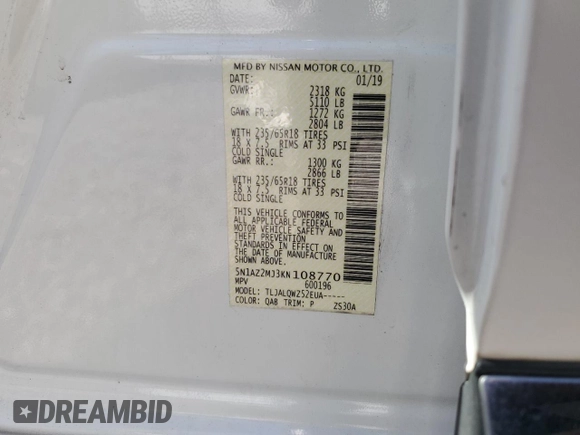 MFD BY NISSAN MOTOR CO., LTD.
DATE: 01/19
GVWR: 2318 KG
5110 LB
GAWR FR.: 1272 KG
2804 LB
WITH 235/65R18 TIRES
18 x 7.5 RIMS AT 33 PSI
COLD SINGLE
GAWR RR.: 1300 KG
2866 LB
WITH 235/65R18 TIRES
18 x 7.5 RIMS AT 33 PSI
COLD SINGLE
THIS VEHICLE CONFORMS TO
ALL APPLICABLE FEDERAL
MOTOR VEHICLE SAFETY
AND THEFT PREVENTION
STANDARDS IN EFFECT ON
THE DATE OF MANUFACTURE
SHOWN ABOVE.
5N1AZ2MJ3KN108770
MPV 600196
MODEL: TLJALQWZ52EUA-----
COLOR: QAB TRIM: P ZS30A
DREAMBID